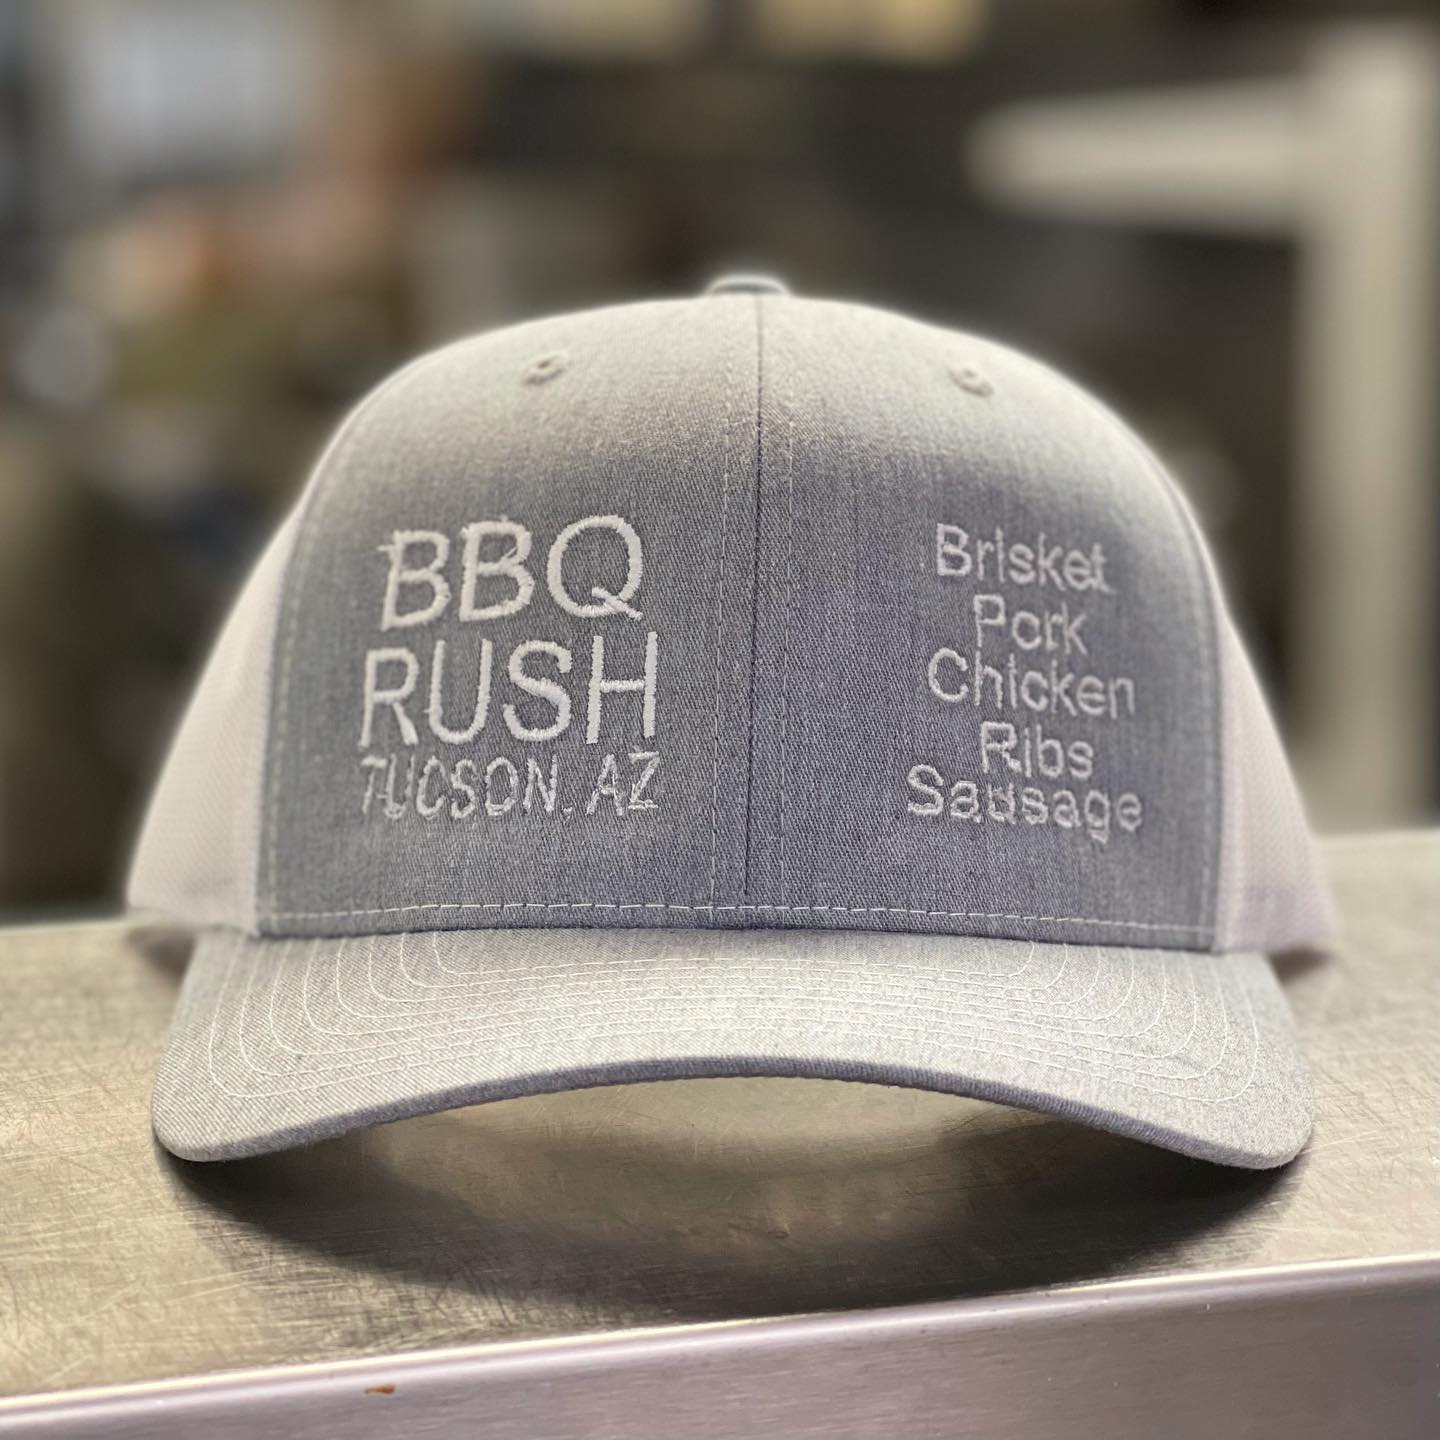 BBQ
RUSH
TUCSON, AZ
Brisket
Pork
Chicken
Ribs
Sausage